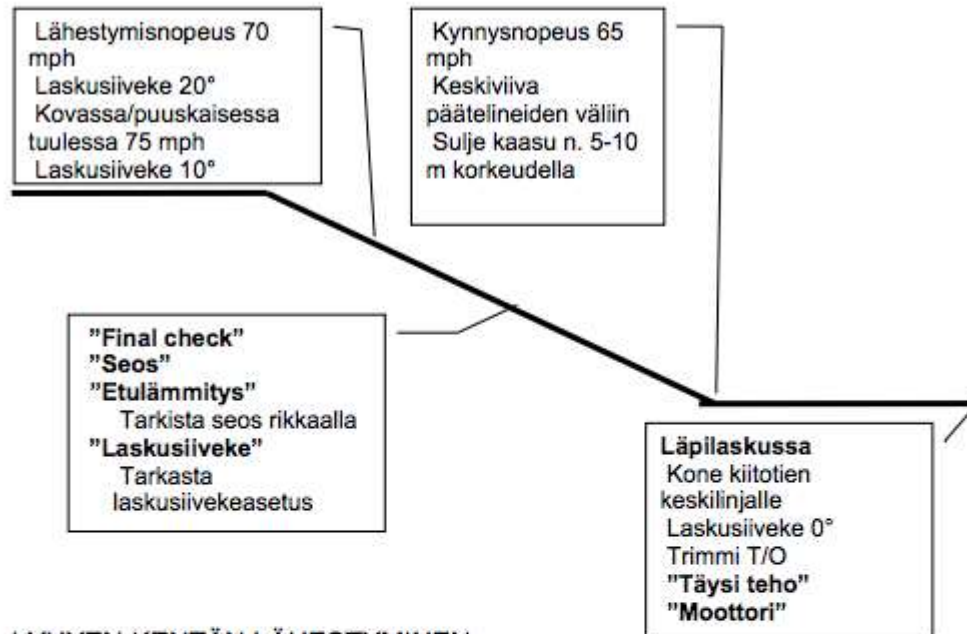 Lähestymisnopeus 70
mph
Laskusiiveke 20°
Kovassa/puuskaisessa
tuulessa 75 mph
Laskusiiveke 10°
Kynnysnopeus 65
mph
Keskiviiva
päätelineiden väliin
Sulje kaasu n. 5-10
m korkeudella
”Final check”
”Seos”
”Etulämmitys”
Tarkista seos rikkaalla
”Laskusiiveke”
Tarkasta
laskusiivekeasetus
Läpilaskussa
Kone kiitotien
keskilinjalle
Laskusiiveke 0°
Trimmi T/O
”Täysi teho”
”Moottori”